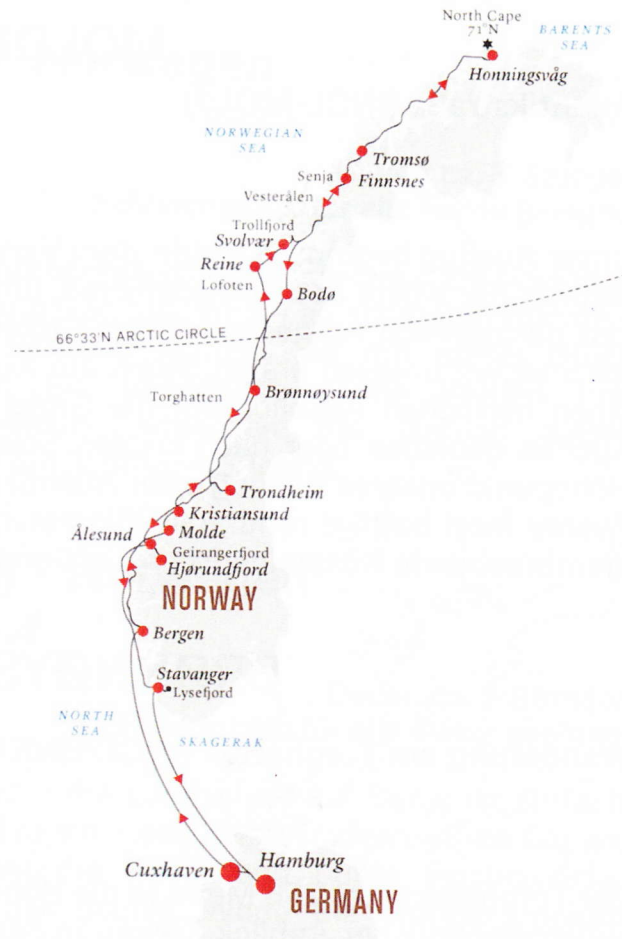 North Cape
71°N
BARENTS
SEA
Honningsvåg
NORWEGIAN
SEA
Tromsø
Senja
Finnsnes
Vesterålen
Trollfjord
Svolvær
Reine
Lofoten
Bodø
66°33'N ARCTIC CIRCLE
Torghatten
Brønnøysund
Trondheim
Kristiansund
Ålesund
Molde
Geirangerfjord
Hjørundfjord
NORWAY
Bergen
Stavanger
Lysefjord
NORTH
SEA
SKAGERAK
Cuxhaven
Hamburg
GERMANY